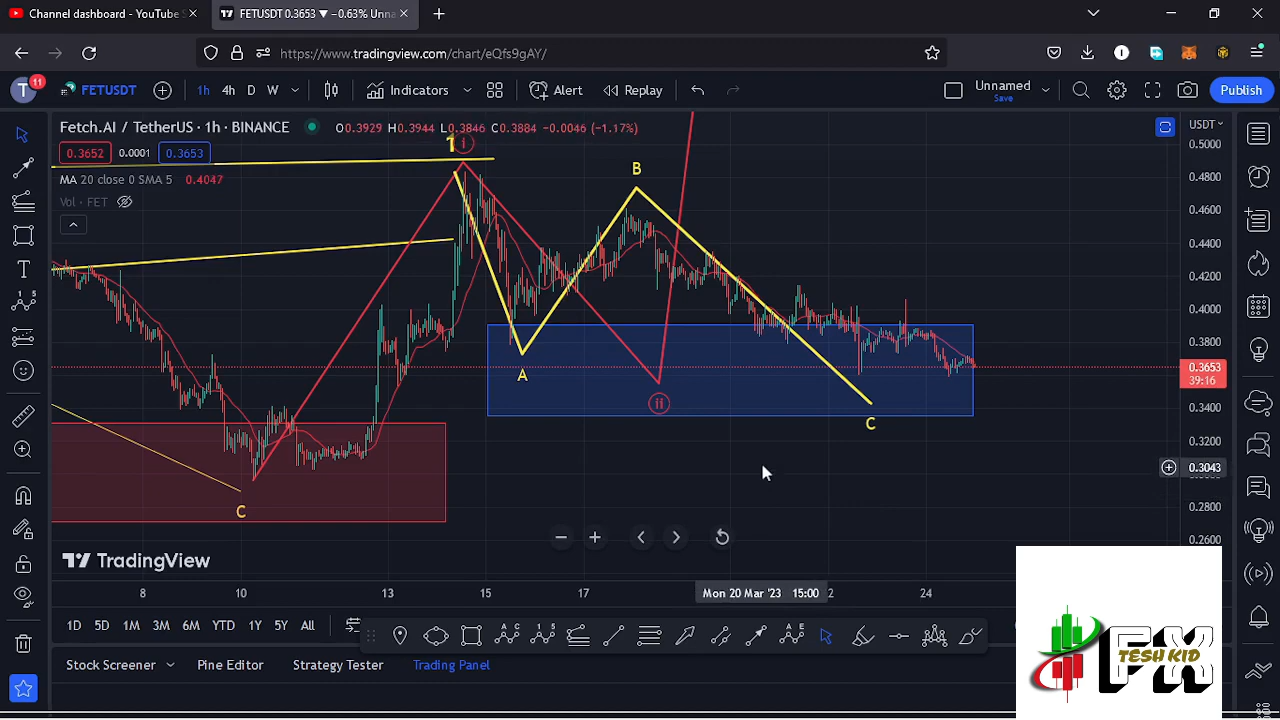 Channel dashboard - YouTube S
FETUSDT 0.3653 ▼ −0.63% Unna
https://www.tradingview.com/chart/eQfs9gAY/
T
11
FETUSDT
1h
4h
D
W
Indicators
Alert
Replay
Unnamed
Save
Publish
Fetch.AI / TetherUS · 1h · BINANCE
O0.3929 H0.3944 L0.3846 C0.3884 −0.0046 (−1.17%)
0.3652
0.0001
0.3653
MA 20 close 0 SMA 5
0.4047
Vol · FET
1
i
B
A
ii
C
C
USDT
0.5000
0.4800
0.4600
0.4400
0.4200
0.4000
0.3800
0.3653
39:16
0.3400
0.3200
0.3043
0.2800
0.2600
TradingView
8
10
13
15
17
Mon 20 Mar '23 15:00
2
24
1D
5D
1M
3M
6M
YTD
1Y
5Y
All
Stock Screener
Pine Editor
Strategy Tester
Trading Panel
FX
TESH KID